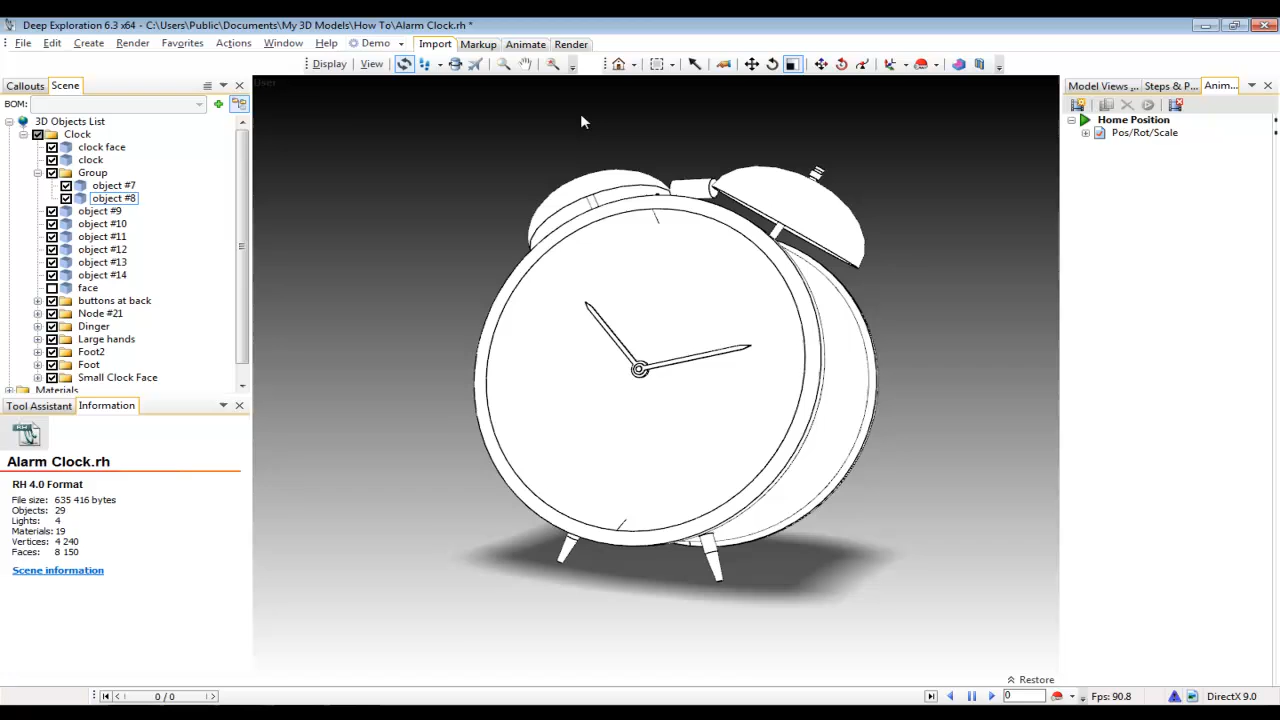 Deep Exploration 6.3 x64 - C:\Users\Public\Documents\My 3D Models\How To\Alarm Clock.rh *
File Edit Create Render Favorites Actions Window Help Demo Import Markup Animate Render
Display View
Callouts Scene
Model Views ,.. Steps & P... Anim...
BOM:
User
3D Objects List
Clock
clock face
clock
Group
object #7
object #8
object #9
object #10
object #11
object #12
object #13
object #14
face
buttons at back
Node #21
Dinger
Large hands
Foot2
Foot
Small Clock Face
Materials
Home Position
Pos/Rot/Scale
Tool Assistant Information
Alarm Clock.rh
RH 4.0 Format
File size: 635 416 bytes
Objects: 29
Lights: 4
Materials: 19
Vertices: 4 240
Faces: 8 150
Scene information
Restore
0 / 0
0
Fps: 90.8
DirectX 9.0